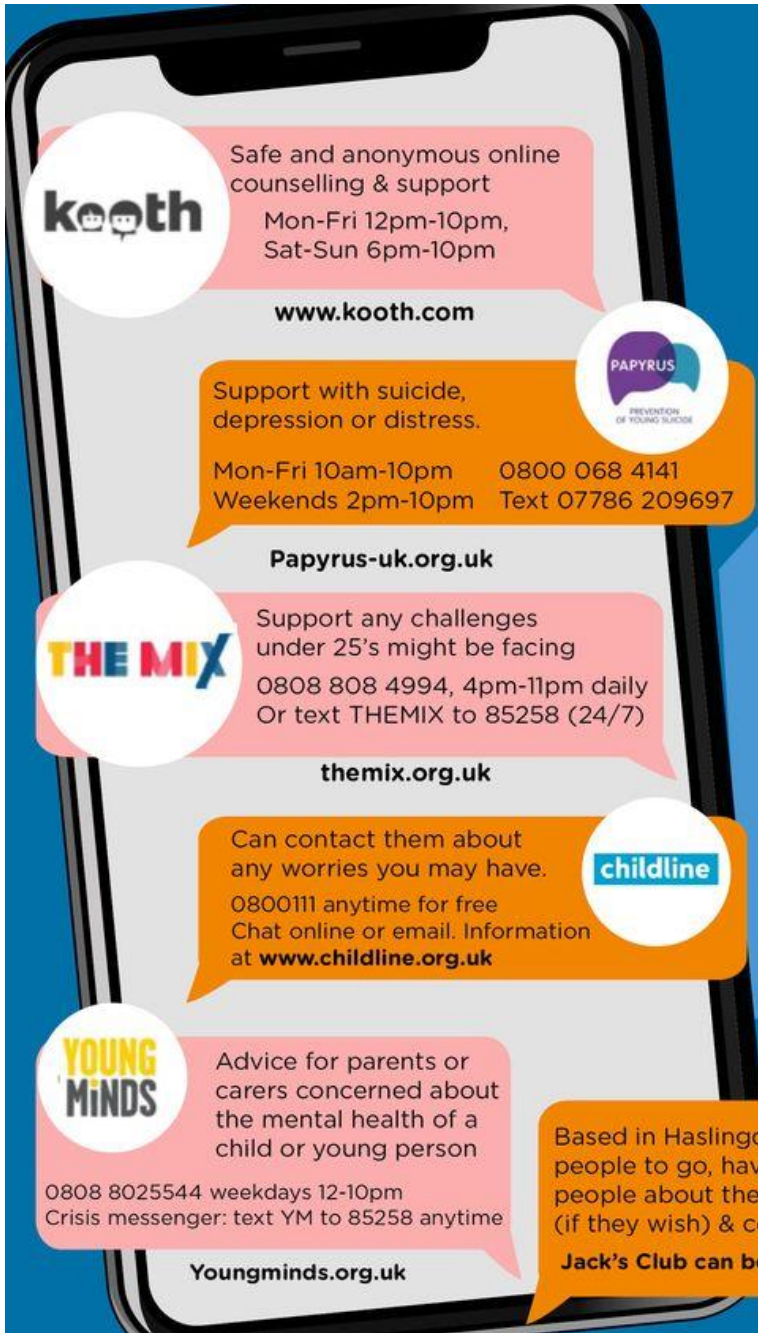 kooth
Safe and anonymous online
counselling & support
Mon-Fri 12pm-10pm,
Sat-Sun 6pm-10pm
www.kooth.com
PAPYRUS
PREVENTION
OF YOUNG SUICIDE
Support with suicide,
depression or distress.
Mon-Fri 10am-10pm 0800 068 4141
Weekends 2pm-10pm Text 07786 209697
Papyrus-uk.org.uk
THE MIX
Support any challenges
under 25's might be facing
0808 808 4994, 4pm-11pm daily
Or text THEMIX to 85258 (24/7)
themix.org.uk
Can contact them about
any worries you may have.
childline
0800111 anytime for free
Chat online or email. Information
at www.childline.org.uk
YOUNG
MiNDS
Advice for parents or
carers concerned about
the mental health of a
child or young person
0808 8025544 weekdays 12-10pm
Crisis messenger: text YM to 85258 anytime
Youngminds.org.uk
Based in
people to go,
people about
(if they wish) &
Jack's Club can